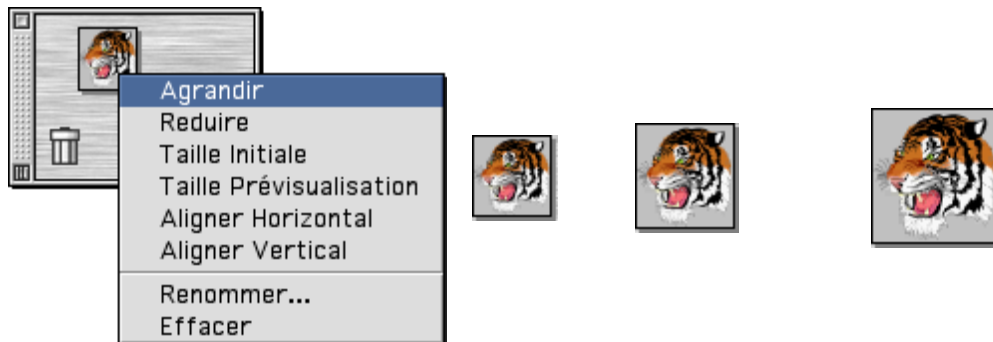 Agrandir
Reduire
Taille Initiale
Taille Prévisualisation
Aligner Horizontal
Aligner Vertical
Renommer...
Effacer